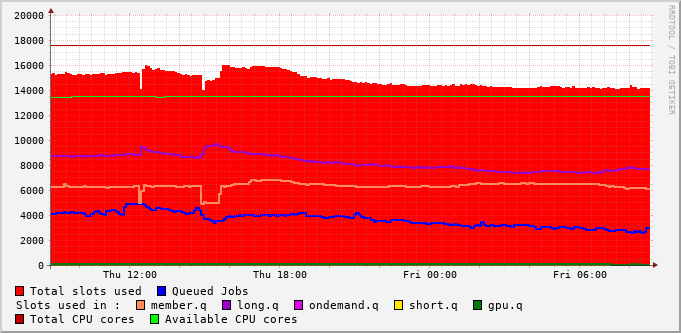 20000
18000
16000
14000
12000
10000
8000
6000
4000
2000
0
Thu 12:00 Thu 18:00 Fri 00:00 Fri 06:00
RRDTOOL / TOBI OETIKER
Total slots used Queued Jobs
Slots used in : member.q long.q ondemand.q short.q gpu.q
Total CPU cores Available CPU cores